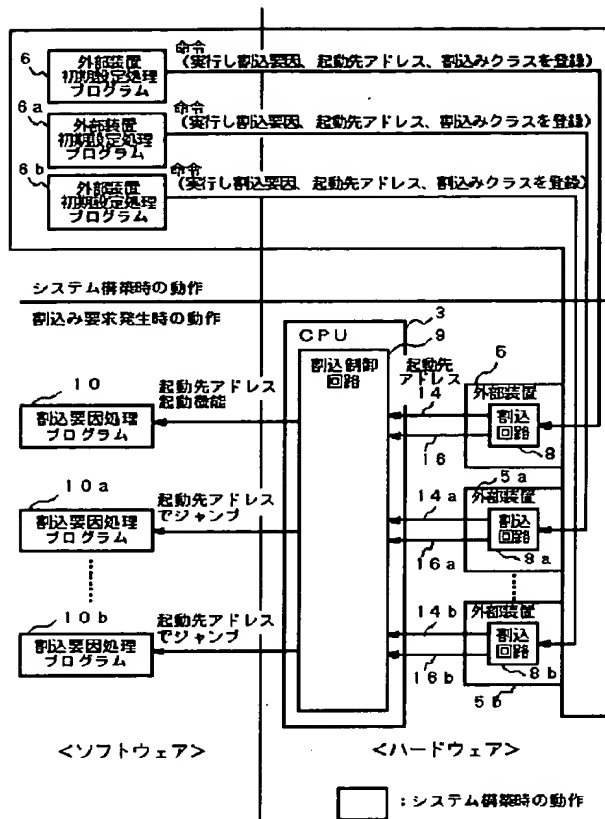 6
外部装置
初期設定処理
プログラム
命令
(実行し割込要因、起動先アドレス、割込みクラスを登録)
6a
外部装置
初期設定処理
プログラム
命令
(実行し割込要因、起動先アドレス、割込みクラスを登録)
6b
外部装置
初期設定処理
プログラム
命令
(実行し割込要因、起動先アドレス、割込みクラスを登録)
システム構築時の動作
割込み要求発生時の動作
3
CPU
9
割込制御
回路
起動先
アドレス
5
外部装置
割込
回路
8
14
16
10
割込要因処理
プログラム
起動先アドレス
起動機能
5a
外部装置
割込
回路
8a
14a
16a
10a
割込要因処理
プログラム
起動先アドレス
でジャンプ
外部装置
割込
回路
8b
5b
14b
16b
10b
割込要因処理
プログラム
起動先アドレス
でジャンプ
<ソフトウェア>
<ハードウェア>
:システム構築時の動作